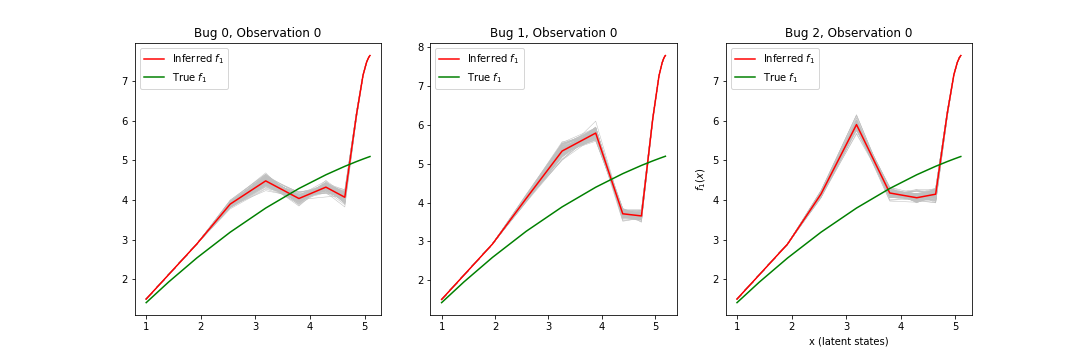 Bug 0, Observation 0
Inferred f₁
True f₁
7
6
5
4
3
2
1 2 3 4 5
Bug 1, Observation 0
Inferred f₁
True f₁
8
7
6
5
4
3
2
1 2 3 4 5
Bug 2, Observation 0
Inferred f₁
True f₁
f₁(x)
7
6
5
4
3
2
1 2 3 4 5
x (latent states)